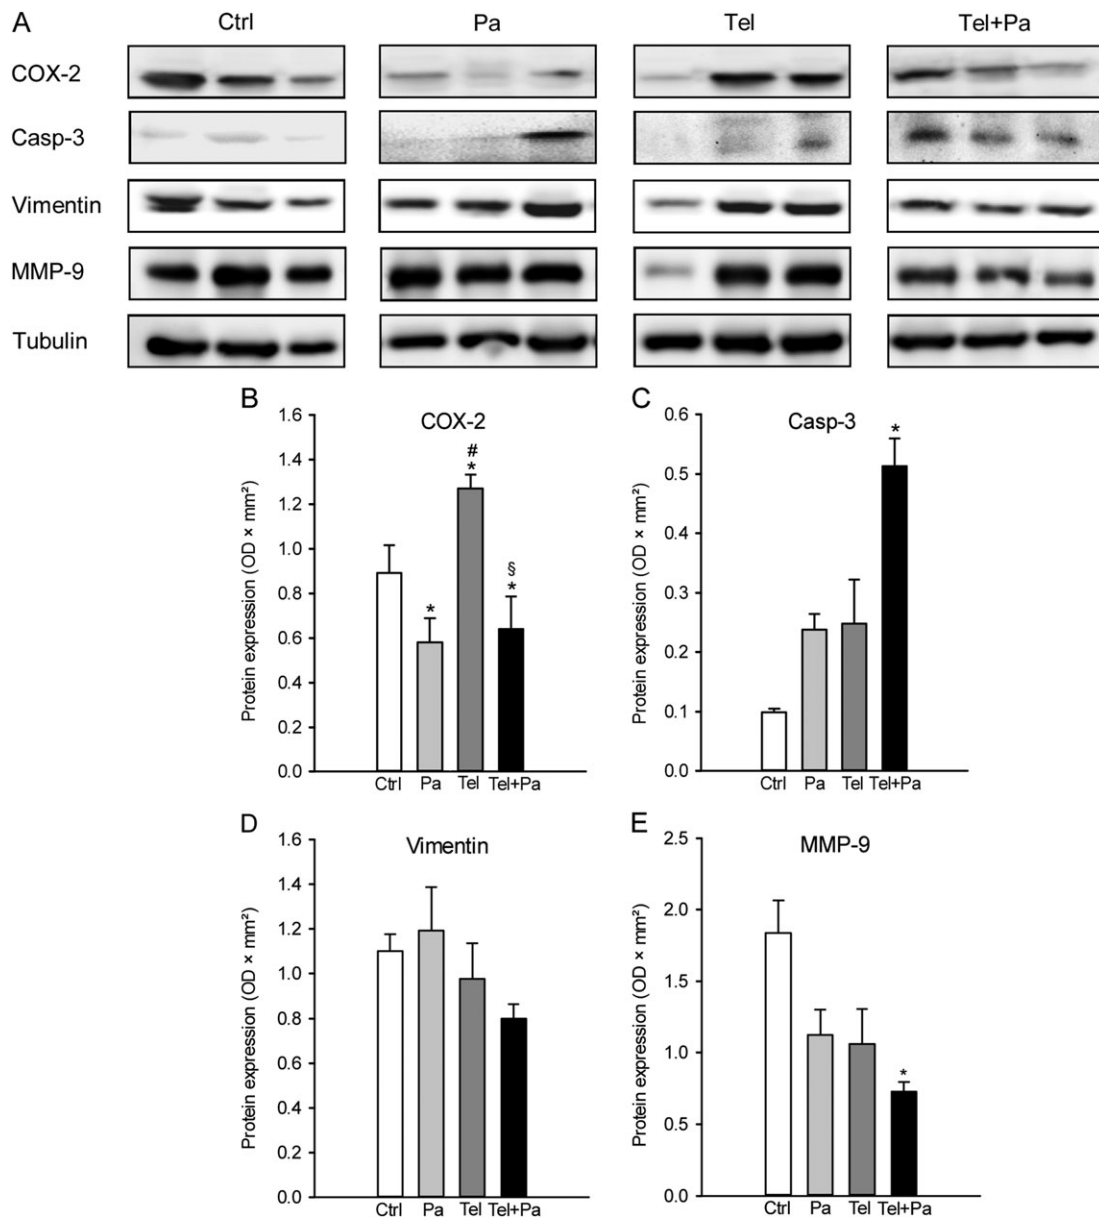 A Ctrl Pa Tel Tel+Pa
COX-2
Casp-3
Vimentin
MMP-9
Tubulin
B
COX-2
Protein expression (OD × mm²)
1.6
1.4
1.2
1.0
0.8
0.6
0.4
0.2
0.0
*
#
*
§
*
Ctrl Pa Tel Tel+Pa
C
Casp-3
Protein expression (OD × mm²)
0.6
0.5
0.4
0.3
0.2
0.1
0.0
*
Ctrl Pa Tel Tel+Pa
D
Vimentin
Protein expression (OD × mm²)
1.6
1.4
1.2
1.0
0.8
0.6
0.4
0.2
0.0
Ctrl Pa Tel Tel+Pa
E
MMP-9
Protein expression (OD × mm²)
2.5
2.0
1.5
1.0
0.5
0.0
*
Ctrl Pa Tel Tel+Pa